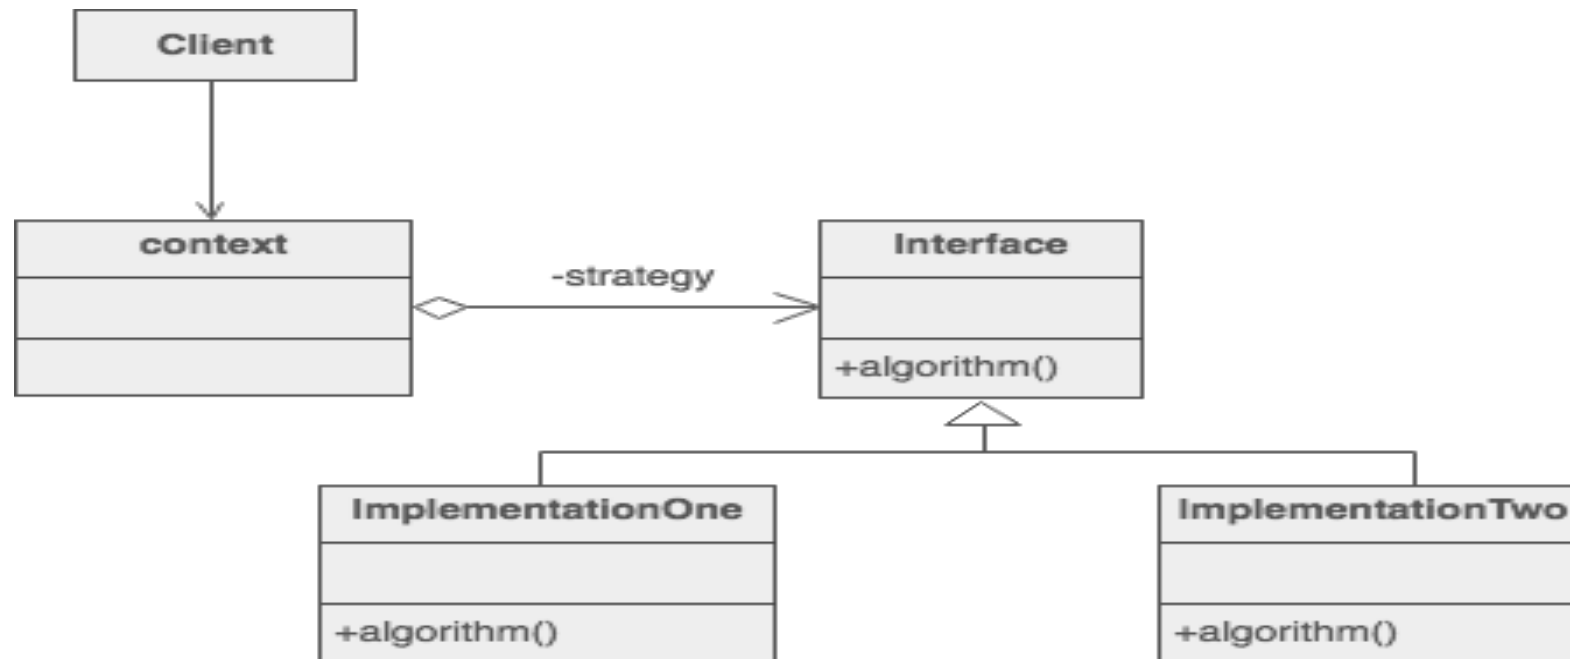 Client
context
-strategy
Interface
+algorithm()
ImplementationOne
+algorithm()
ImplementationTwo
+algorithm()